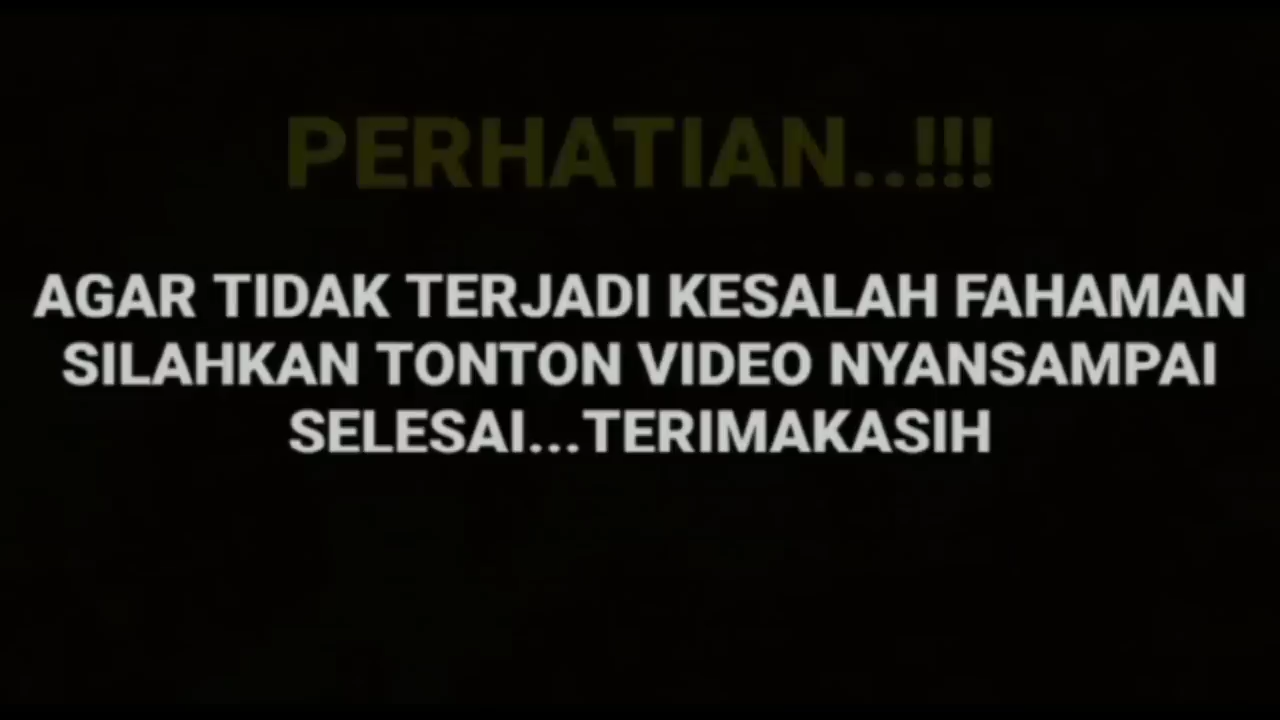 PERHATIAN..!!!
AGAR TIDAK TERJADI KESALAH FAHAMAN
SILAHKAN TONTON VIDEO NYANSAMPAI
SELESAI...TERIMAKASIH